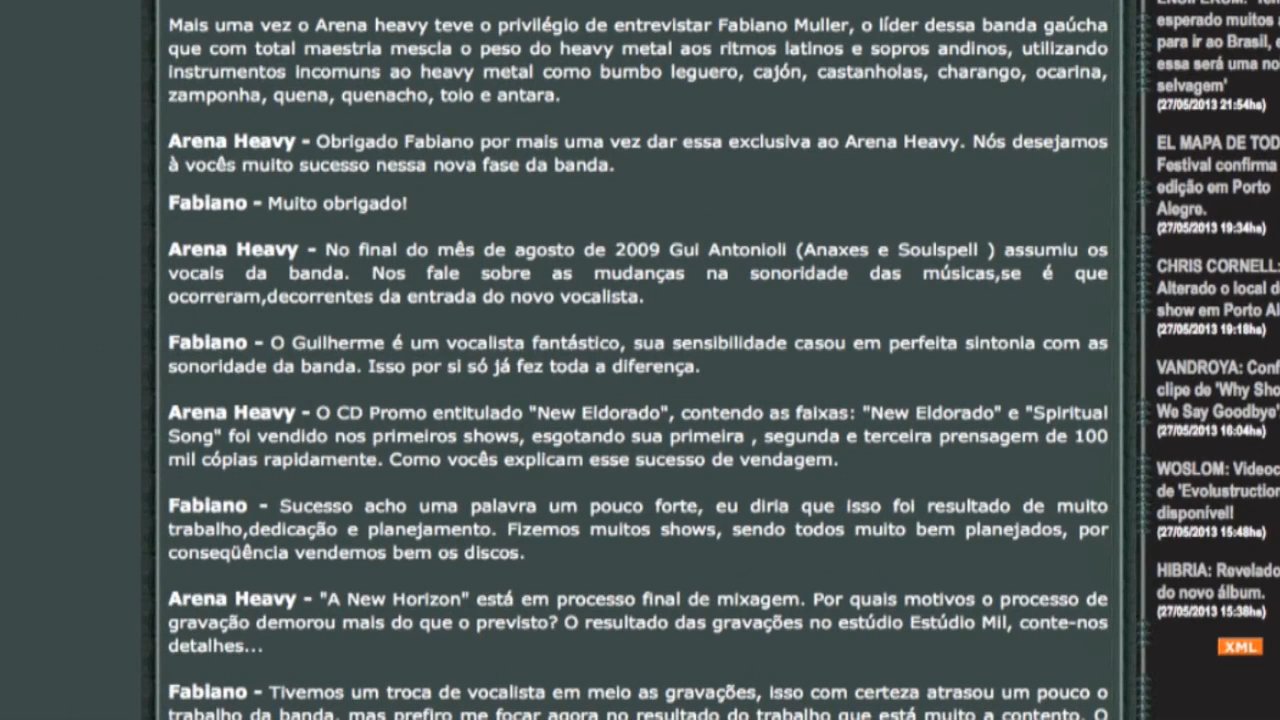 Mais uma vez o Arena heavy teve o privilégio de entrevistar Fabiano Muller, o líder dessa banda gaúcha
que com total maestria mescla o peso do heavy metal aos ritmos latinos e sopros andinos, utilizando
instrumentos incomuns ao heavy metal como bumbo leguero, cajón, castanholas, charango, ocarina,
zamponha, quena, quenacho, toio e antara.
Arena Heavy - Obrigado Fabiano por mais uma vez dar essa exclusiva ao Arena Heavy. Nós desejamos
à vocês muito sucesso nessa nova fase da banda.
Fabiano - Muito obrigado!
Arena Heavy - No final do mês de agosto de 2009 Gui Antonioli (Anaxes e Soulspell ) assumiu os
vocais da banda. Nos fale sobre as mudanças na sonoridade das músicas,se é que
ocorreram,decorrentes da entrada do novo vocalista.
Fabiano - O Guilherme é um vocalista fantástico, sua sensibilidade casou em perfeita sintonia com as
sonoridade da banda. Isso por si só já fez toda a diferença.
Arena Heavy - O CD Promo entitulado "New Eldorado", contendo as faixas: "New Eldorado" e "Spiritual
Song" foi vendido nos primeiros shows, esgotando sua primeira , segunda e terceira prensagem de 100
mil cópias rapidamente. Como vocês explicam esse sucesso de vendagem.
Fabiano - Sucesso acho uma palavra um pouco forte, eu diria que isso foi resultado de muito
trabalho,dedicação e planejamento. Fizemos muitos shows, sendo todos muito bem planejados, por
conseqüência vendemos bem os discos.
Arena Heavy - "A New Horizon" está em processo final de mixagem. Por quais motivos o processo de
gravação demorou mais do que o previsto? O resultado das gravações no estúdio Estúdio Mil, conte-nos
detalhes...
Fabiano - Tivemos um troca de vocalista em meio as gravações, isso com certeza atrasou um pouco o
trabalho da banda, mas prefiro me focar agora no resultado do trabalho que está muito a contento. O
esperado muitos
para ir ao Brasil, e
essa será uma no
selvagem'
(27/05/2013 21:54hs)
EL MAPA DE TOD
Festival confirma
edição em Porto
Alegre.
(27/05/2013 19:34hs)
CHRIS CORNELL:
Alterado o local d
show em Porto Al
(27/05/2013 19:18hs)
VANDROYA: Conf
clipe de 'Why Sho
We Say Goodbye'
(27/05/2013 16:04hs)
WOSLOM: Videoc
de 'Evolustruction
disponível!
(27/05/2013 15:48hs)
HIBRIA: Revelado
do novo álbum.
(27/05/2013 15:38hs)
XML